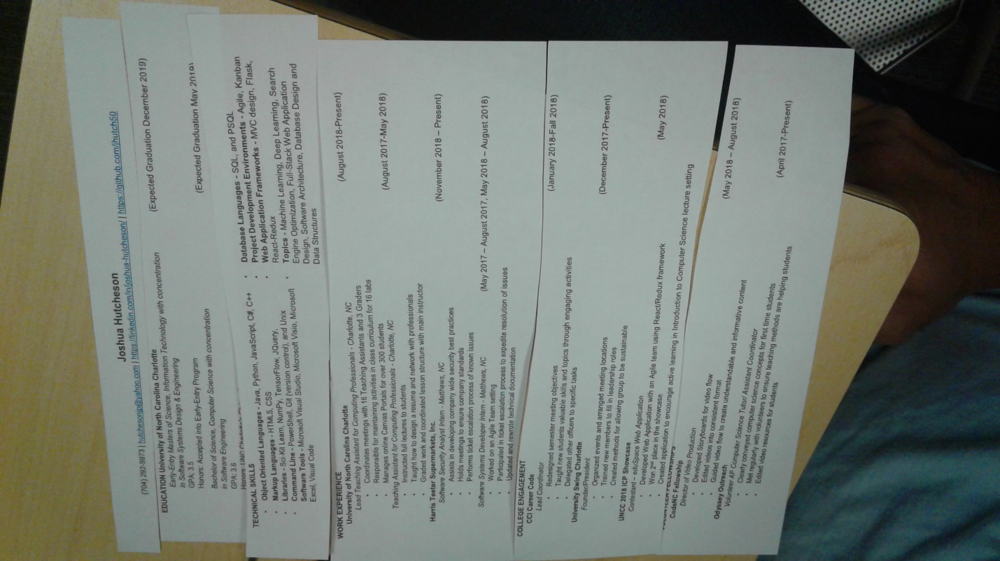 Joshua Hutcheson
(704) 292-9973 | hutchesonjp@yahoo.com | https://linkedin.com/in/joshua-hutcheson/ | https://github.com/jhutch50
EDUCATION University of North Carolina Charlotte (Expected Graduation December 2019)
Early-Entry Masters of Science, Information Technology with concentration
in Software Systems Design & Engineering
GPA: 3.5
Honors: Accepted into Early-Entry Program
(Expected Graduation May 2019)
Bachelor of Science, Computer Science with concentration
in Software Engineering
GPA: 3.6
Honors: UNC Charlotte
TECHNICAL SKILLS
• Object Oriented Languages - Java, Python, JavaScript, C#, C++
• Markup Languages - HTML5, CSS
• Libraries - Sci-Kit Learn, NumPy, TensorFlow, JQuery,
• Command Line - PowerShell, Git (version control), and Unix
• Software Tools - Microsoft Visual Studio, Microsoft Visio, Microsoft
Excel, Visual Code
• Database Languages - SQL and PSQL
• Project Development Environments - Agile, Kanban
• Web Application Frameworks - MVC design, Flask,
React-Redux
• Topics - Machine Learning, Deep Learning, Search
Engine Optimization, Full-Stack Web Application
Design, Software Architecture, Database Design and
Data Structures
WORK EXPERIENCE
University of North Carolina Charlotte (August 2018-Present)
Lead Teaching Assistant for Computing Professionals - Charlotte, NC
• Coordinates meetings with 16 Teaching Assistants and 3 Graders
• Responsible for maintaining activities in class curriculum for 16 labs
• Manages online Canvas Portals for over 300 students
Teaching Assistant for Computing Professionals - Charlotte, NC (August 2017-May 2018)
• Instructed full lectures to students
• Taught how to design a resume and network with professionals
• Graded work and coordinated lesson structure with main instructor
Harris Teeter Supermarkets, Inc. (November 2018 – Present)
Software Security Analyst Intern - Matthews, NC
• Assists in developing company wide security best practices
• Holds meetings to ensure company standards
• Performs ticket escalation process of known issues
Software Systems Developer Intern - Matthews, NC (May 2017 – August 2017, May 2018 – August 2018)
• Worked on an Agile Team setting
• Participated in ticket escalation process to expedite resolution of issues
• Updated and rewrote technical documentation
COLLEGE ENGAGEMENT
CCI Career Code (January 2018-Fall 2018)
Lead Coordinator
• Redesigned semester meeting objectives
• Taught new students valuable skills and topics through engaging activities
• Delegated other officers to specific tasks
University Swing Charlotte (December 2017-Present)
Founder/President
• Organized events and arranged meeting locations
• Trained new members to fill in leadership roles
• Created methods for allowing group to be sustainable
UNCC 2018 ICP Showcase (May 2018)
Contestant – eduSpace Web Application
• Developed Web Application with an Agile team using React/Redux framework
• Won 2nd place in the showcase
• Created application to encourage active learning in Introduction to Computer Science lecture setting
CodeNC Fellowship (May 2018 – August 2018)
Director of Video Production
• Developed Storyboards for video flow
• Edited videos into consistent format
• Guided video flow to create understandable and informative content
Odyssey Outreach (April 2017-Present)
Volunteer AP Computer Science Tutor/ Assistant Coordinator
• Clearly conveyed computer science concepts for first time students
• Met regularly with volunteers to ensure teaching methods are helping students
• Edited video resources for students